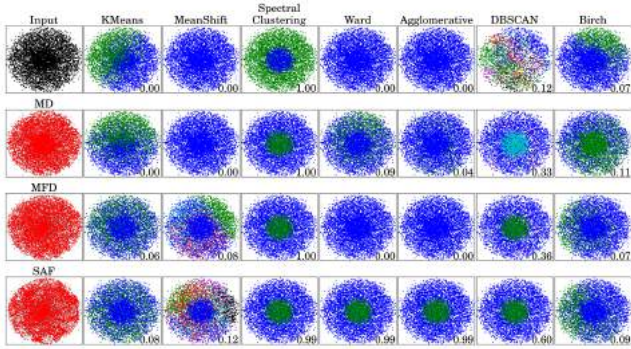 Input KMeans MeanShift Spectral Clustering Ward Agglomerative DBSCAN Birch
0.00 0.00 1.00 0.00 0.00 0.12 0.07
MD
0.00 0.00 1.00 0.09 0.04 0.33 0.11
MFD
0.06 0.08 1.00 0.00 0.00 0.36 0.07
SAF
0.08 0.12 0.99 0.99 0.99 0.60 0.09